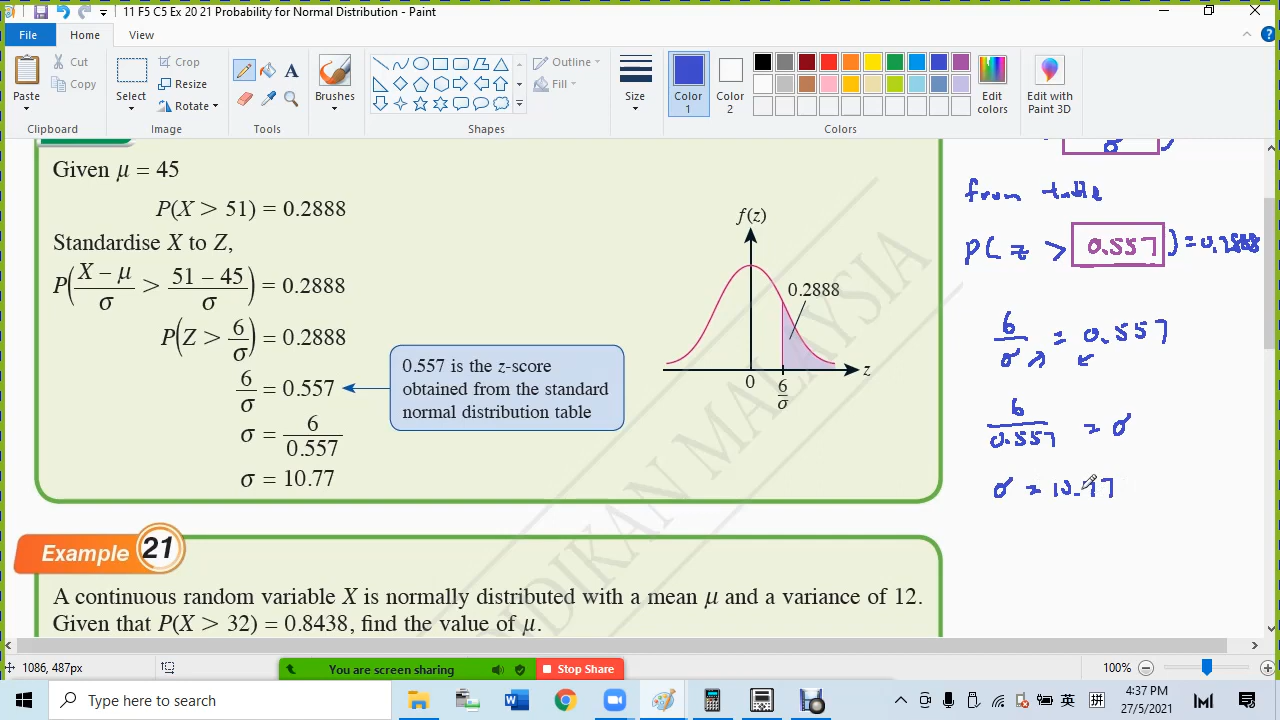 11 F5 C5 Ex 20 21 Probability for Normal Distribution - Paint
File Home View
Paste Cut Copy Clipboard
Select Crop Resize Rotate Image
Tools
Brushes
Outline Fill Shapes
Size
Color 1 Color 2 Edit colors Colors
Edit with Paint 3D
Given μ = 45
P(X > 51) = 0.2888
Standardise X to Z,
P((X – μ)/σ > (51 – 45)/σ) = 0.2888
P(Z > 6/σ) = 0.2888
6/σ = 0.557
σ = 6/0.557
σ = 10.77
0.557 is the z-score
obtained from the standard
normal distribution table
f(z)
0.2888
0 6/σ z
from table
P( z > 0.557 ) = 0.2888
6/σ = 0.557
6/0.557 = σ
σ = 10.77
Example 21
A continuous random variable X is normally distributed with a mean μ and a variance of 12.
Given that P(X > 32) = 0.8438, find the value of μ.
NDIKAN MALAYSIA
1086, 487px 100%
You are screen sharing Stop Share
Type here to search
英 拼 4:37 PM
27/5/2021